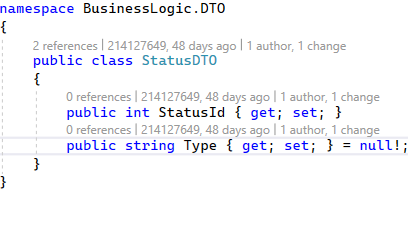 namespace BusinessLogic.DTO
{
2 references | 214127649, 48 days ago | 1 author, 1 change
public class StatusDTO
{
0 references | 214127649, 48 days ago | 1 author, 1 change
public int StatusId { get; set; }
0 references | 214127649, 48 days ago | 1 author, 1 change
public string Type { get; set; } = null!;
}
}